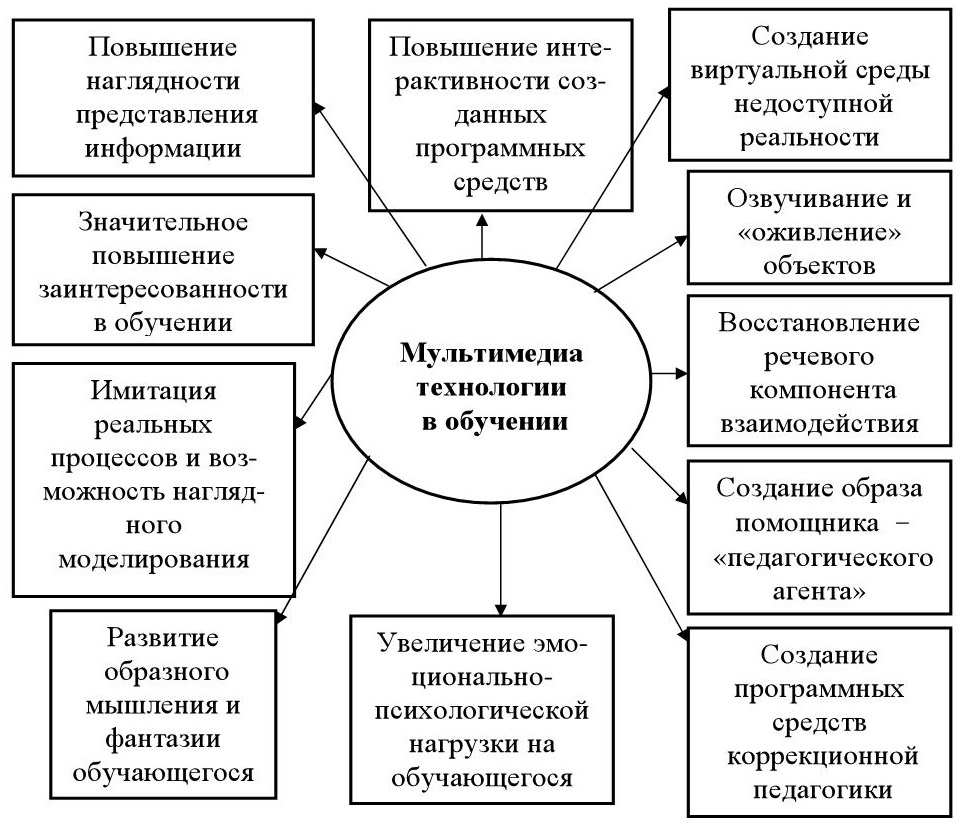 Повышение
наглядности
представления
информации
Повышение инте-
рактивности соз-
данных
программных
средств
Создание
виртуальной среды
недоступной
реальности
Значительное
повышение
заинтересованности
в обучении
Озвучивание и
«оживление»
объектов
Мультимедиа
технологии
в обучении
Восстановление
речевого
компонента
взаимодействия
Имитация
реальных
процессов и воз-
можность нагляд-
ного
моделирования
Создание образа
помощника –
«педагогического
агента»
Развитие
образного
мышления и
фантазии
обучающегося
Увеличение эмо-
ционально-
психологической
нагрузки на
обучающегося
Создание
программных
средств
коррекционной
педагогики